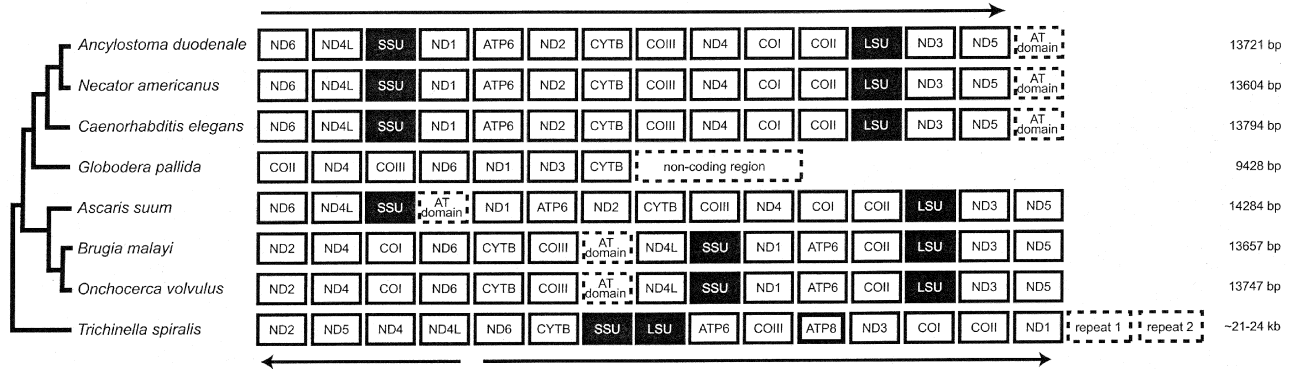 Ancylostoma duodenale ND6 ND4L SSU ND1 ATP6 ND2 CYTB COIII ND4 COI COII LSU ND3 ND5 AT domain 13721 bp
Necator americanus ND6 ND4L SSU ND1 ATP6 ND2 CYTB COIII ND4 COI COII LSU ND3 ND5 AT domain 13604 bp
Caenorhabditis elegans ND6 ND4L SSU ND1 ATP6 ND2 CYTB COIII ND4 COI COII LSU ND3 ND5 AT domain 13794 bp
Globodera pallida COII ND4 COIII ND6 ND1 ND3 CYTB non-coding region 9428 bp
Ascaris suum ND6 ND4L SSU AT domain ND1 ATP6 ND2 CYTB COIII ND4 COI COII LSU ND3 ND5 14284 bp
Brugia malayi ND2 ND4 COI ND6 CYTB COIII AT domain ND4L SSU ND1 ATP6 COII LSU ND3 ND5 13657 bp
Onchocerca volvulus ND2 ND4 COI ND6 CYTB COIII AT domain ND4L SSU ND1 ATP6 COII LSU ND3 ND5 13747 bp
Trichinella spiralis ND2 ND5 ND4 ND4L ND6 CYTB SSU LSU ATP6 COIII ATP8 ND3 COI COII ND1 repeat 1 repeat 2 ~21-24 kb